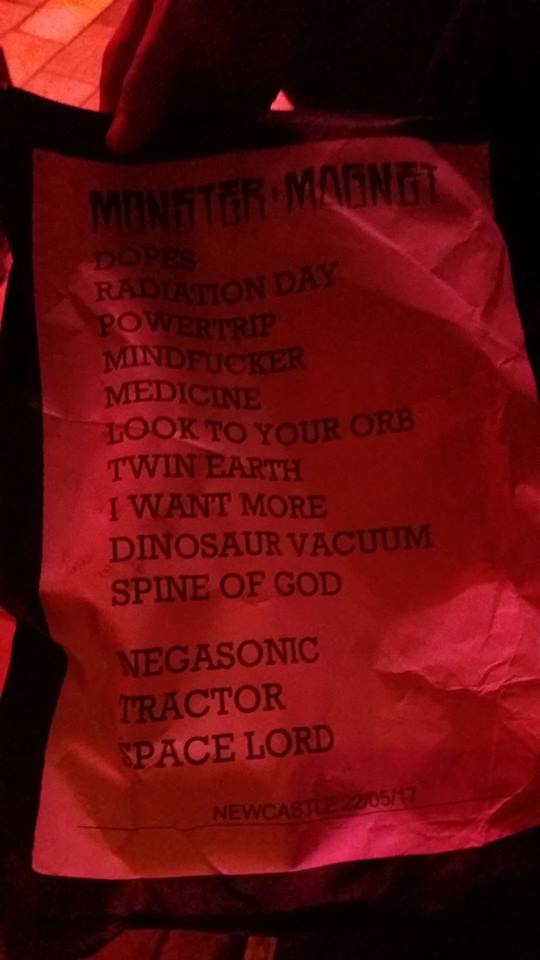 MONSTER·MAGNET
DOPES
RADIATION DAY
POWERTRIP
MINDFUCKER
MEDICINE
LOOK TO YOUR ORB
TWIN EARTH
I WANT MORE
DINOSAUR VACUUM
SPINE OF GOD
NEGASONIC
TRACTOR
SPACE LORD
NEWCASTLE 22/05/17